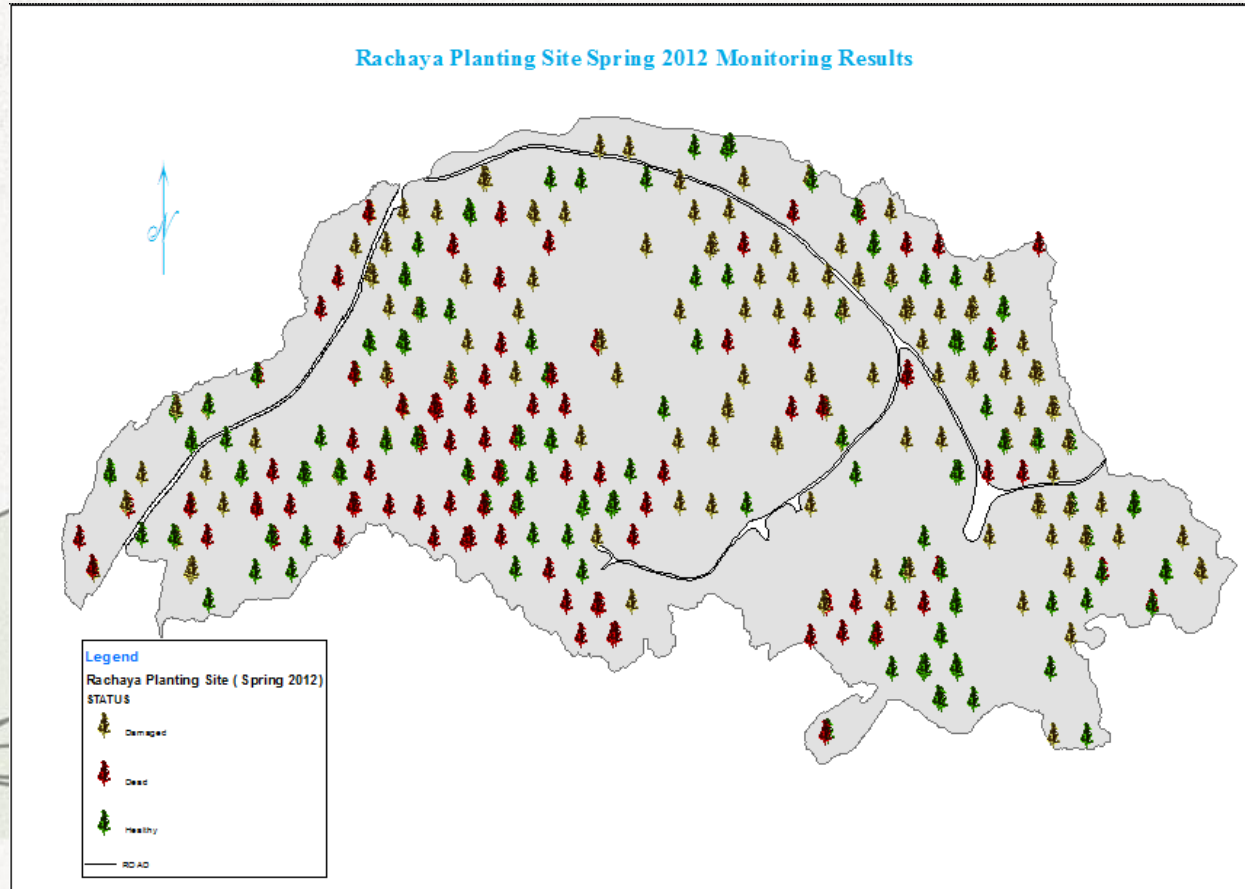 Rachaya Planting Site Spring 2012 Monitoring Results
N
Legend
Rachaya Planting Site ( Spring 2012)
STATUS
Damaged
Dead
Healthy
ROAD